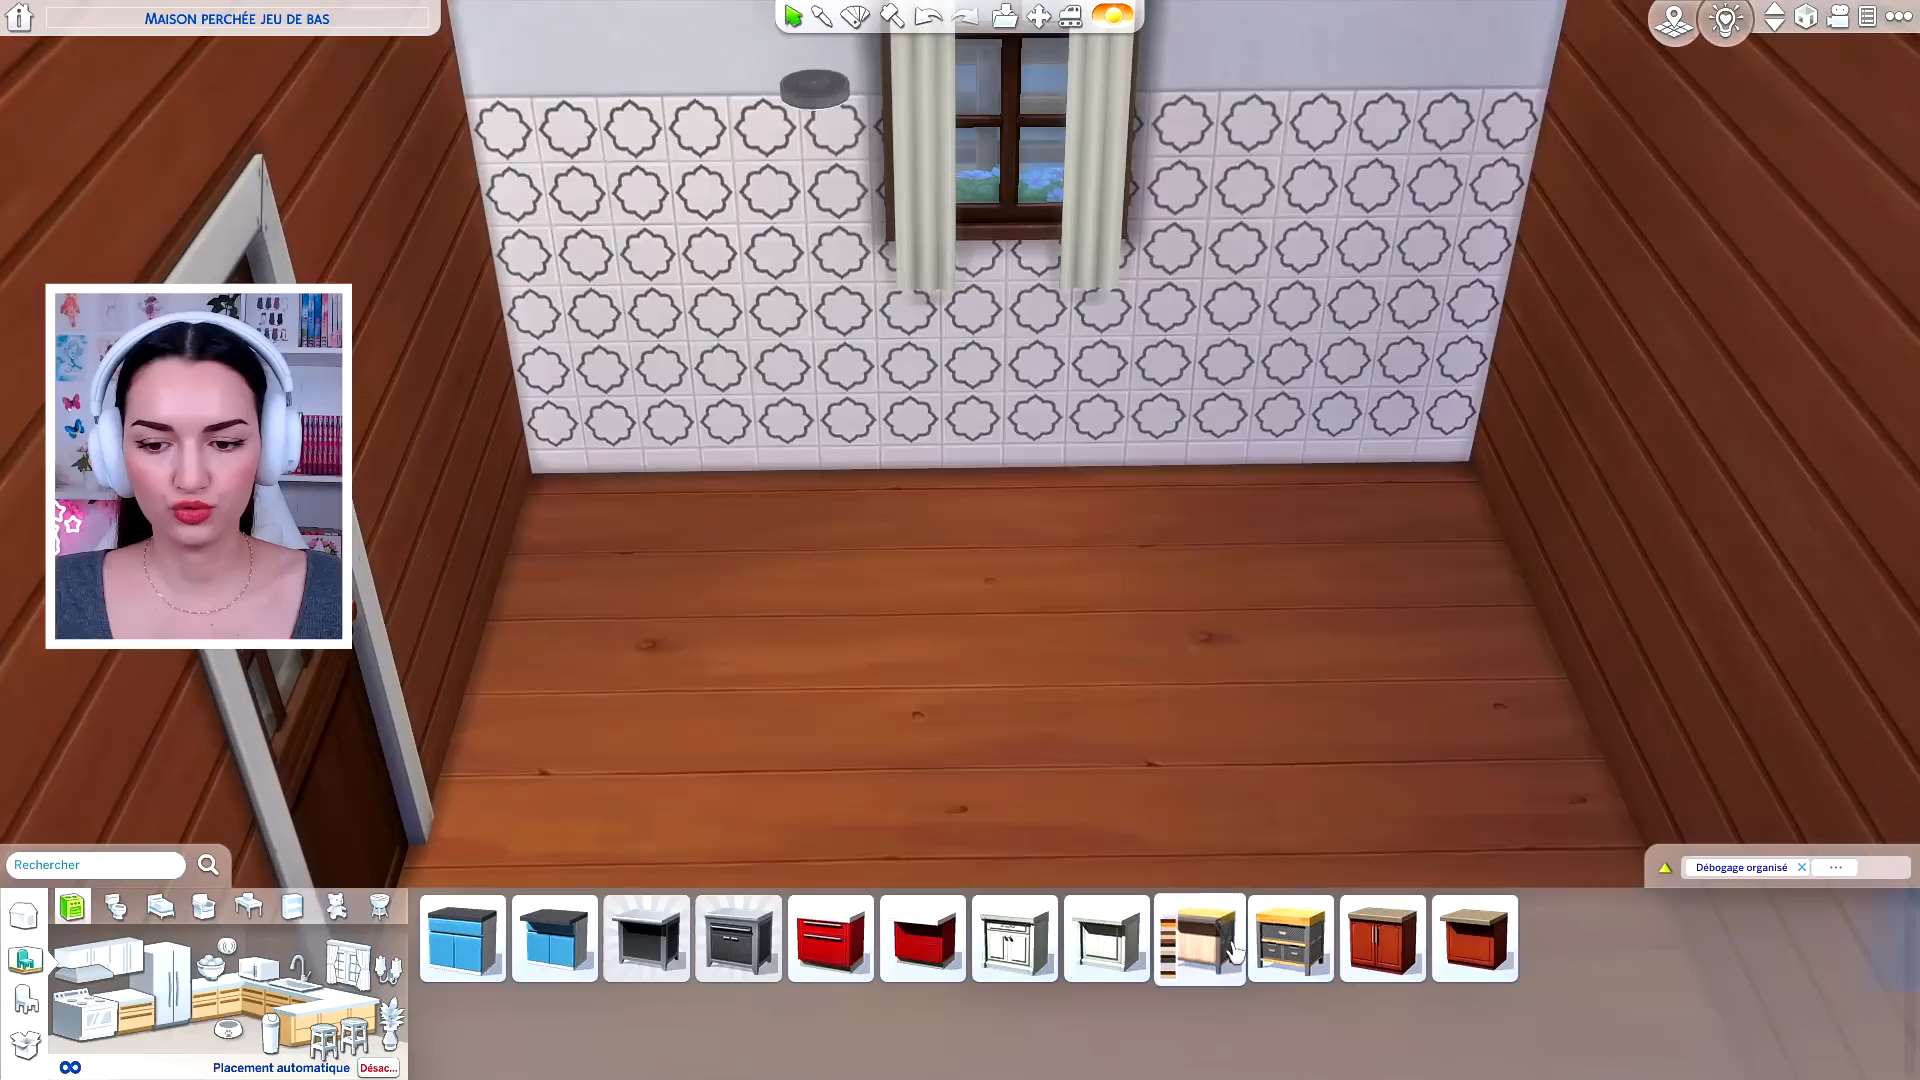 MAISON PERCHÉE JEU DE BAS
Rechercher
Débogage organisé
Placement automatique
Désac...